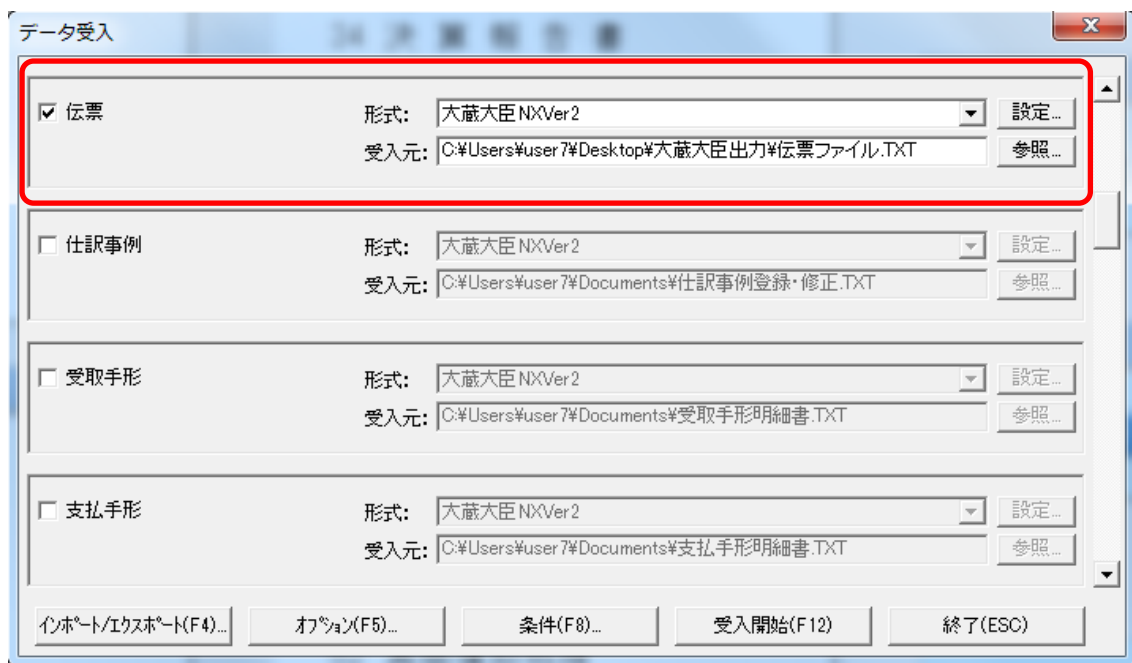 データ受入
24 決算報告書
伝票 形式: 大蔵大臣NXVer2 設定...
受入元: C:¥Users¥user7¥Desktop¥大蔵大臣出力¥伝票ファイル.TXT 参照...
仕訳事例 形式: 大蔵大臣NXVer2 設定...
受入元: C:¥Users¥user7¥Documents¥仕訳事例登録・修正.TXT 参照...
受取手形 形式: 大蔵大臣NXVer2 設定...
受入元: C:¥Users¥user7¥Documents¥受取手形明細書.TXT 参照...
支払手形 形式: 大蔵大臣NXVer2 設定...
受入元: C:¥Users¥user7¥Documents¥支払手形明細書.TXT 参照...
インポート/エクスポート(F4)... オプション(F5)... 条件(F8)... 受入開始(F12) 終了(ESC)